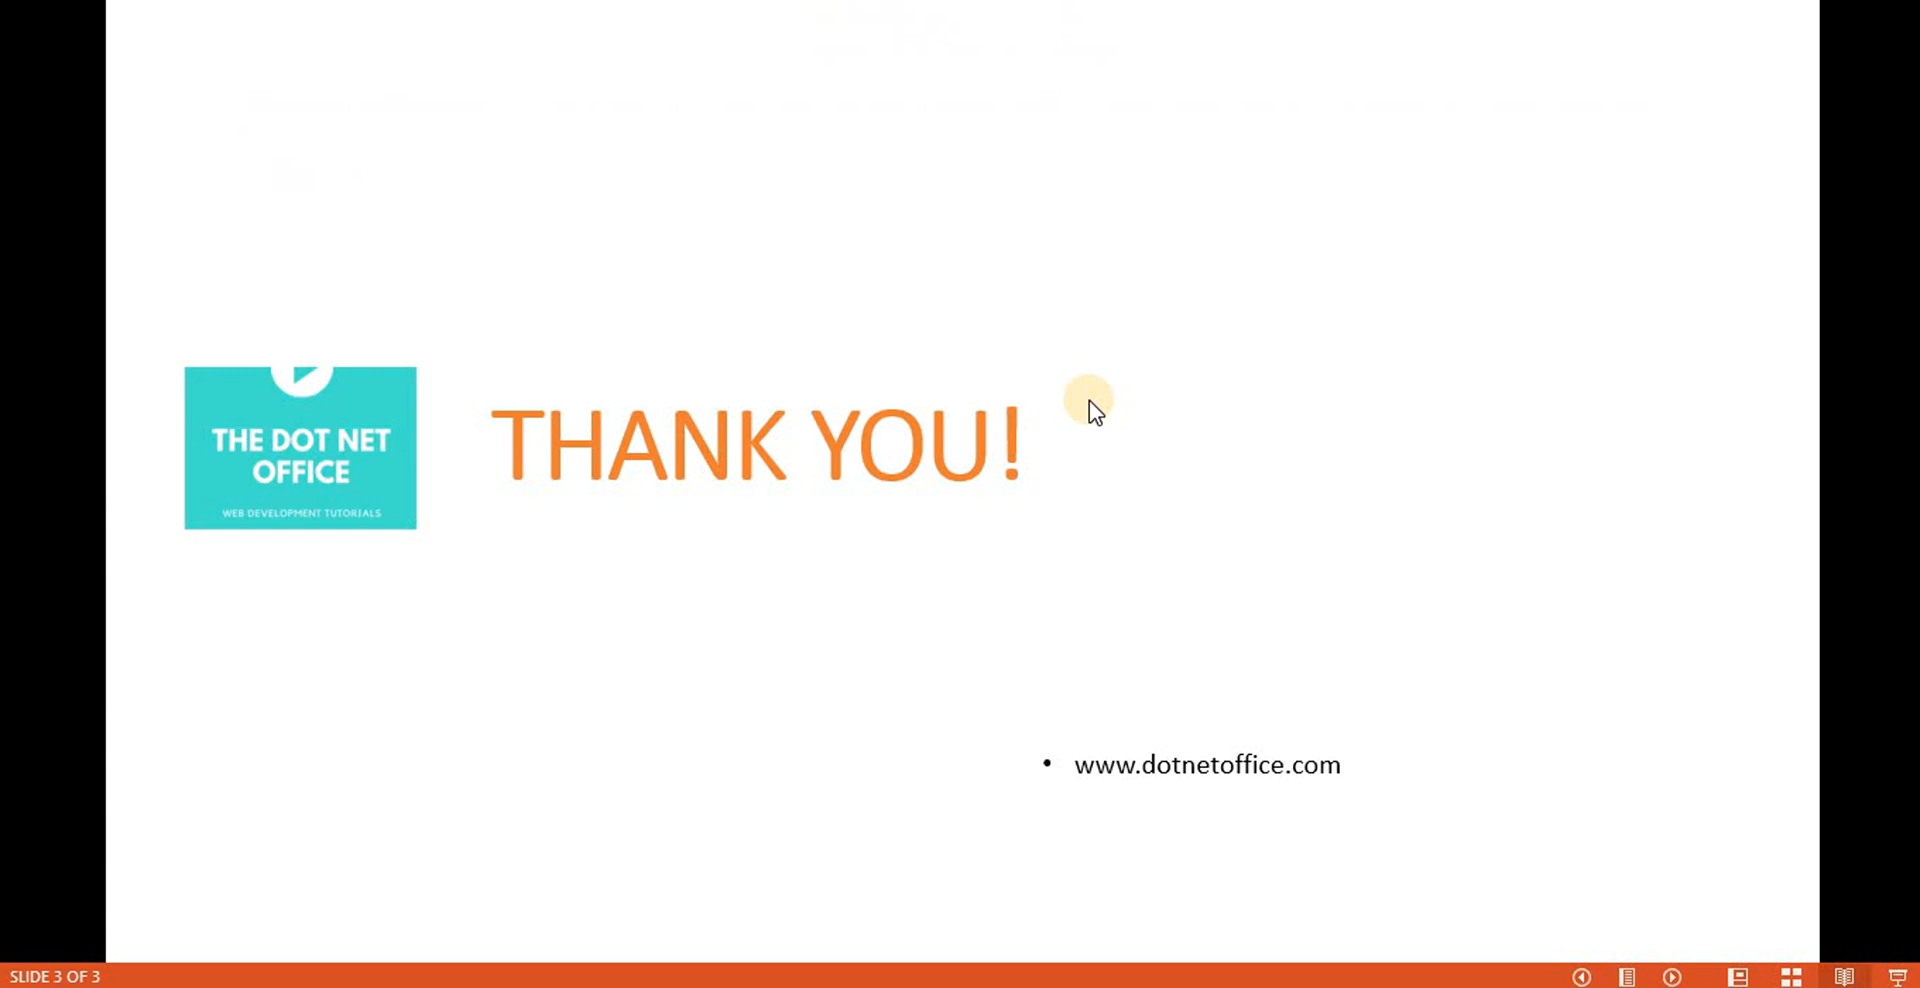 THE DOT NET
OFFICE
WEB DEVELOPMENT TUTORIALS
THANK YOU!
• www.dotnetoffice.com
SLIDE 3 OF 3